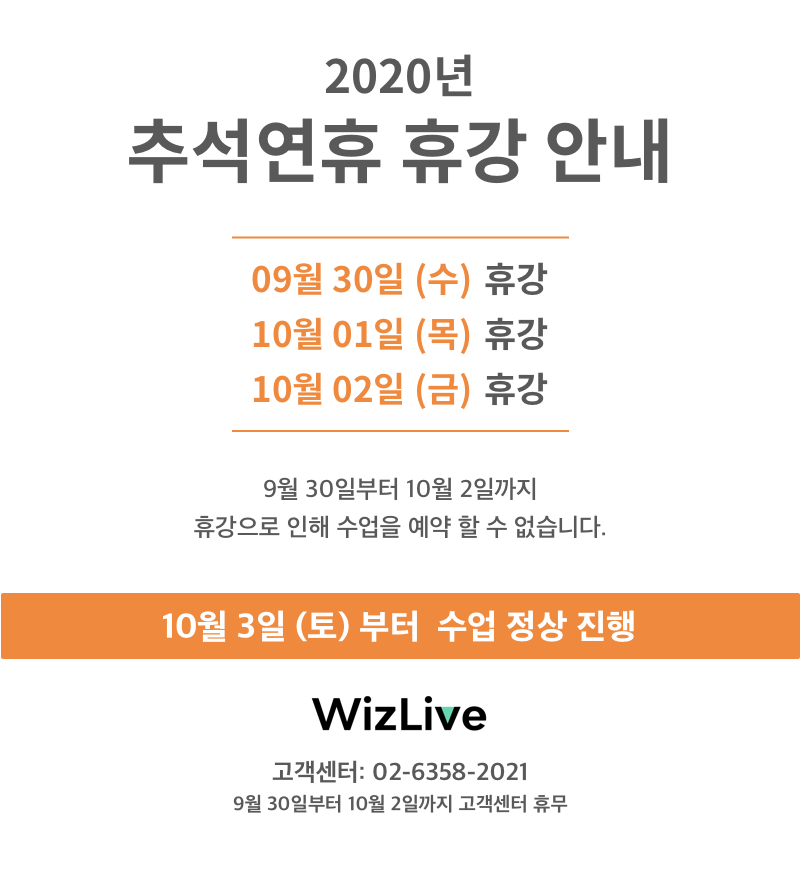 2020년
추석연휴 휴강 안내
09월 30일 (수) 휴강
10월 01일 (목) 휴강
10월 02일 (금) 휴강
9월 30일부터 10월 2일까지
휴강으로 인해 수업을 예약 할 수 없습니다.
10월 3일 (토) 부터 수업 정상 진행
WizLive
고객센터: 02-6358-2021
9월 30일부터 10월 2일까지 고객센터 휴무